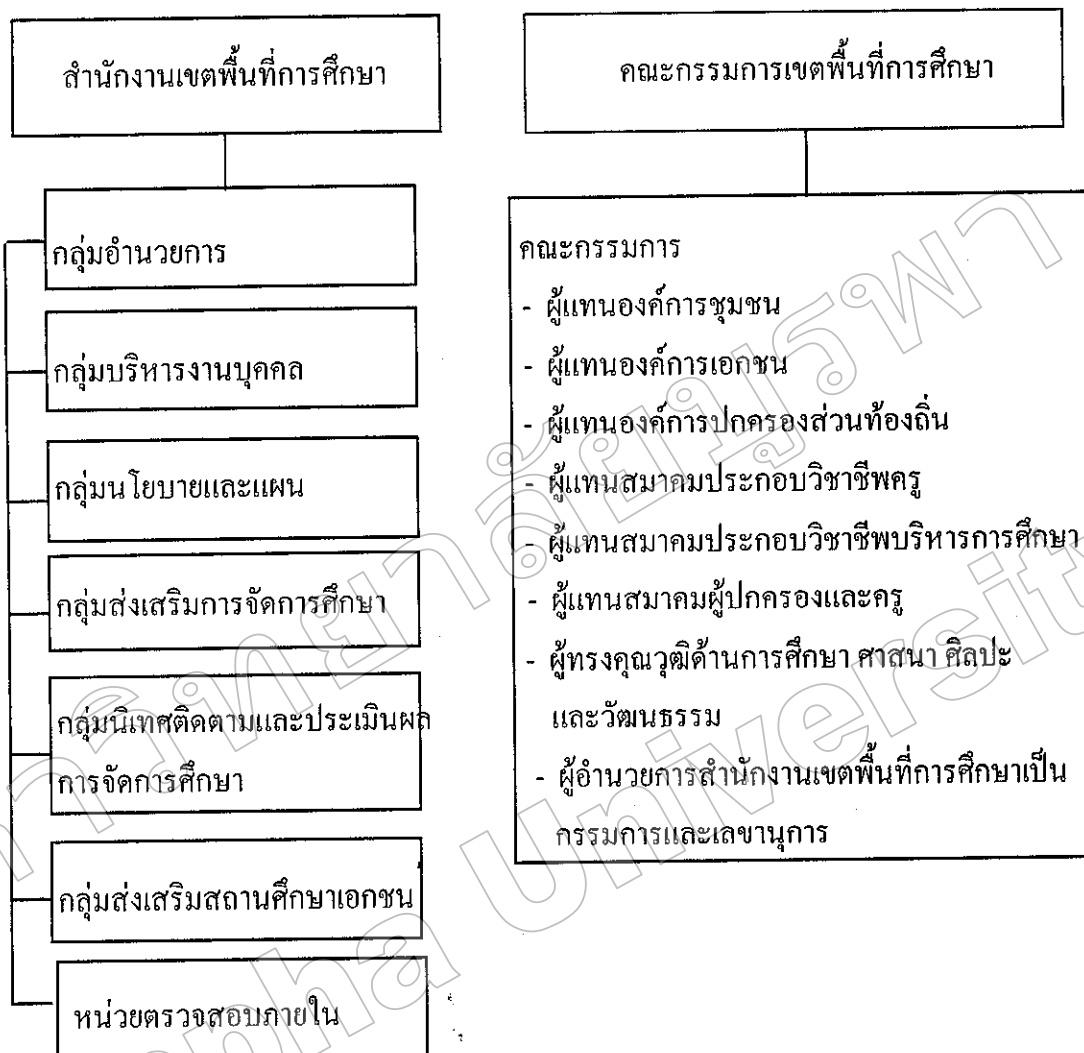 สำนักงานเขตพื้นที่การศึกษา
กลุ่มอำนวยการ
กลุ่มบริหารงานบุคคล
กลุ่มนโยบายและแผน
กลุ่มส่งเสริมการจัดการศึกษา
กลุ่มนิเทศติดตามและประเมินผล
การจัดการศึกษา
กลุ่มส่งเสริมสถานศึกษาเอกชน
หน่วยตรวจสอบภายใน
คณะกรรมการเขตพื้นที่การศึกษา
คณะกรรมการ
- ผู้แทนองค์การชุมชน
- ผู้แทนองค์การเอกชน
- ผู้แทนองค์การปกครองส่วนท้องถิ่น
- ผู้แทนสมาคมประกอบวิชาชีพครู
- ผู้แทนสมาคมประกอบวิชาชีพบริหารการศึกษา
- ผู้แทนสมาคมผู้ปกครองและครู
- ผู้ทรงคุณวุฒิด้านการศึกษา ศาสนา ศิลปะ
และวัฒนธรรม
- ผู้อำนวยการสำนักงานเขตพื้นที่การศึกษาเป็น
กรรมการและเลขานุการ